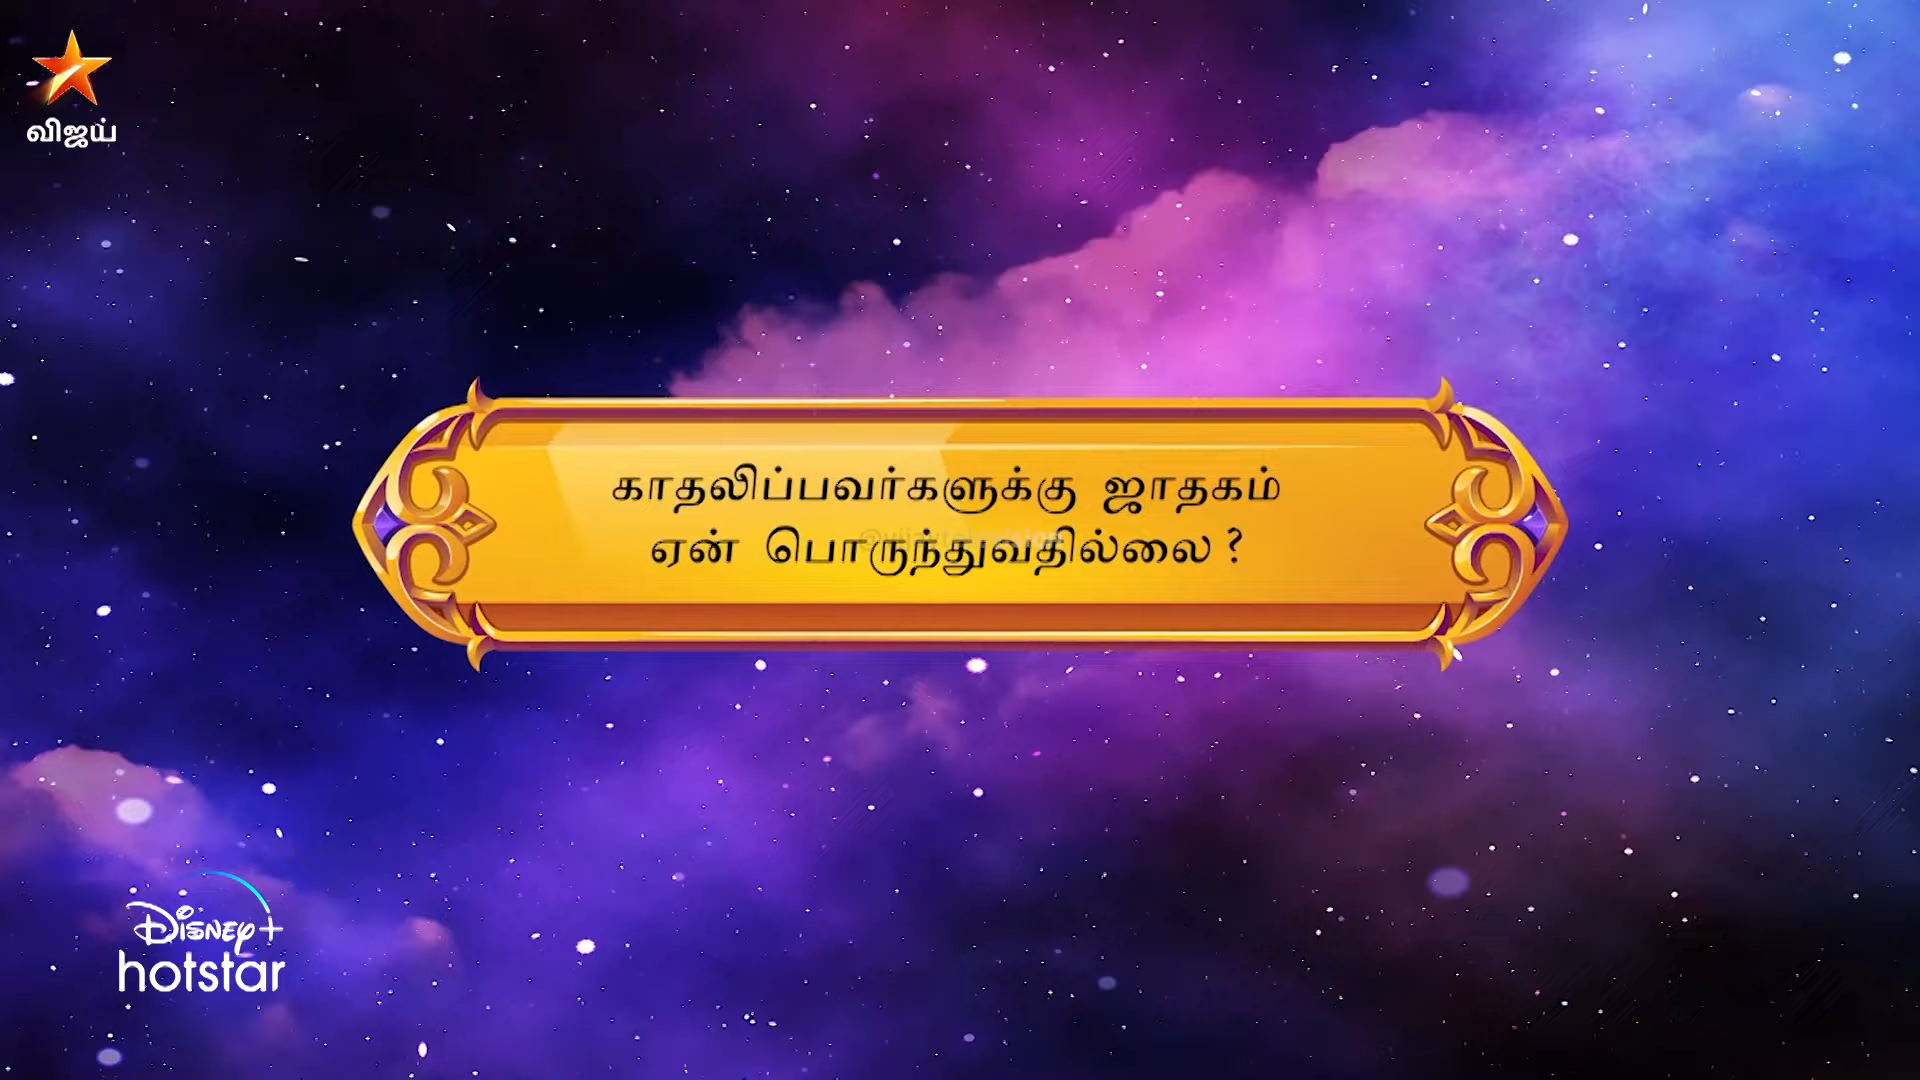 விஜய்
காதலிப்பவர்களுக்கு ஜாதகம்
ஏன் பொருந்துவதில்லை ?
Disney+
hotstar